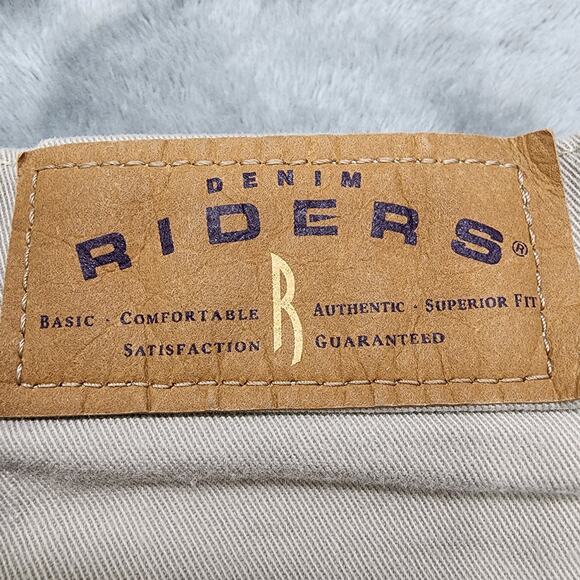 DENIM
RIDERS®
BASIC · COMFORTABLE R AUTHENTIC · SUPERIOR FIT
SATISFACTION GUARANTEED